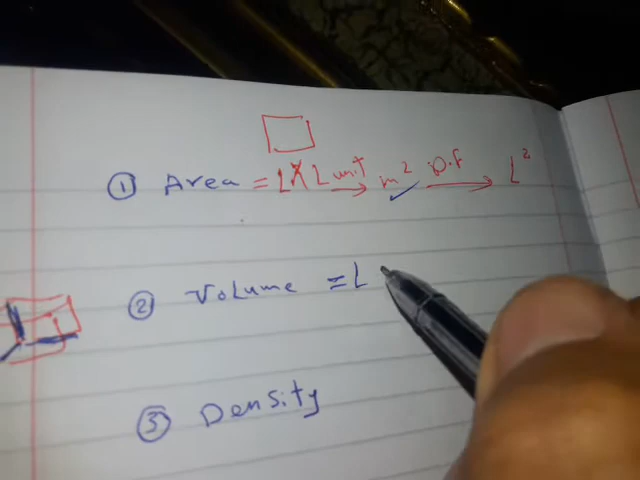 ① Area = L X L unit → m² D.F → L²
② Volume = L
③ Density